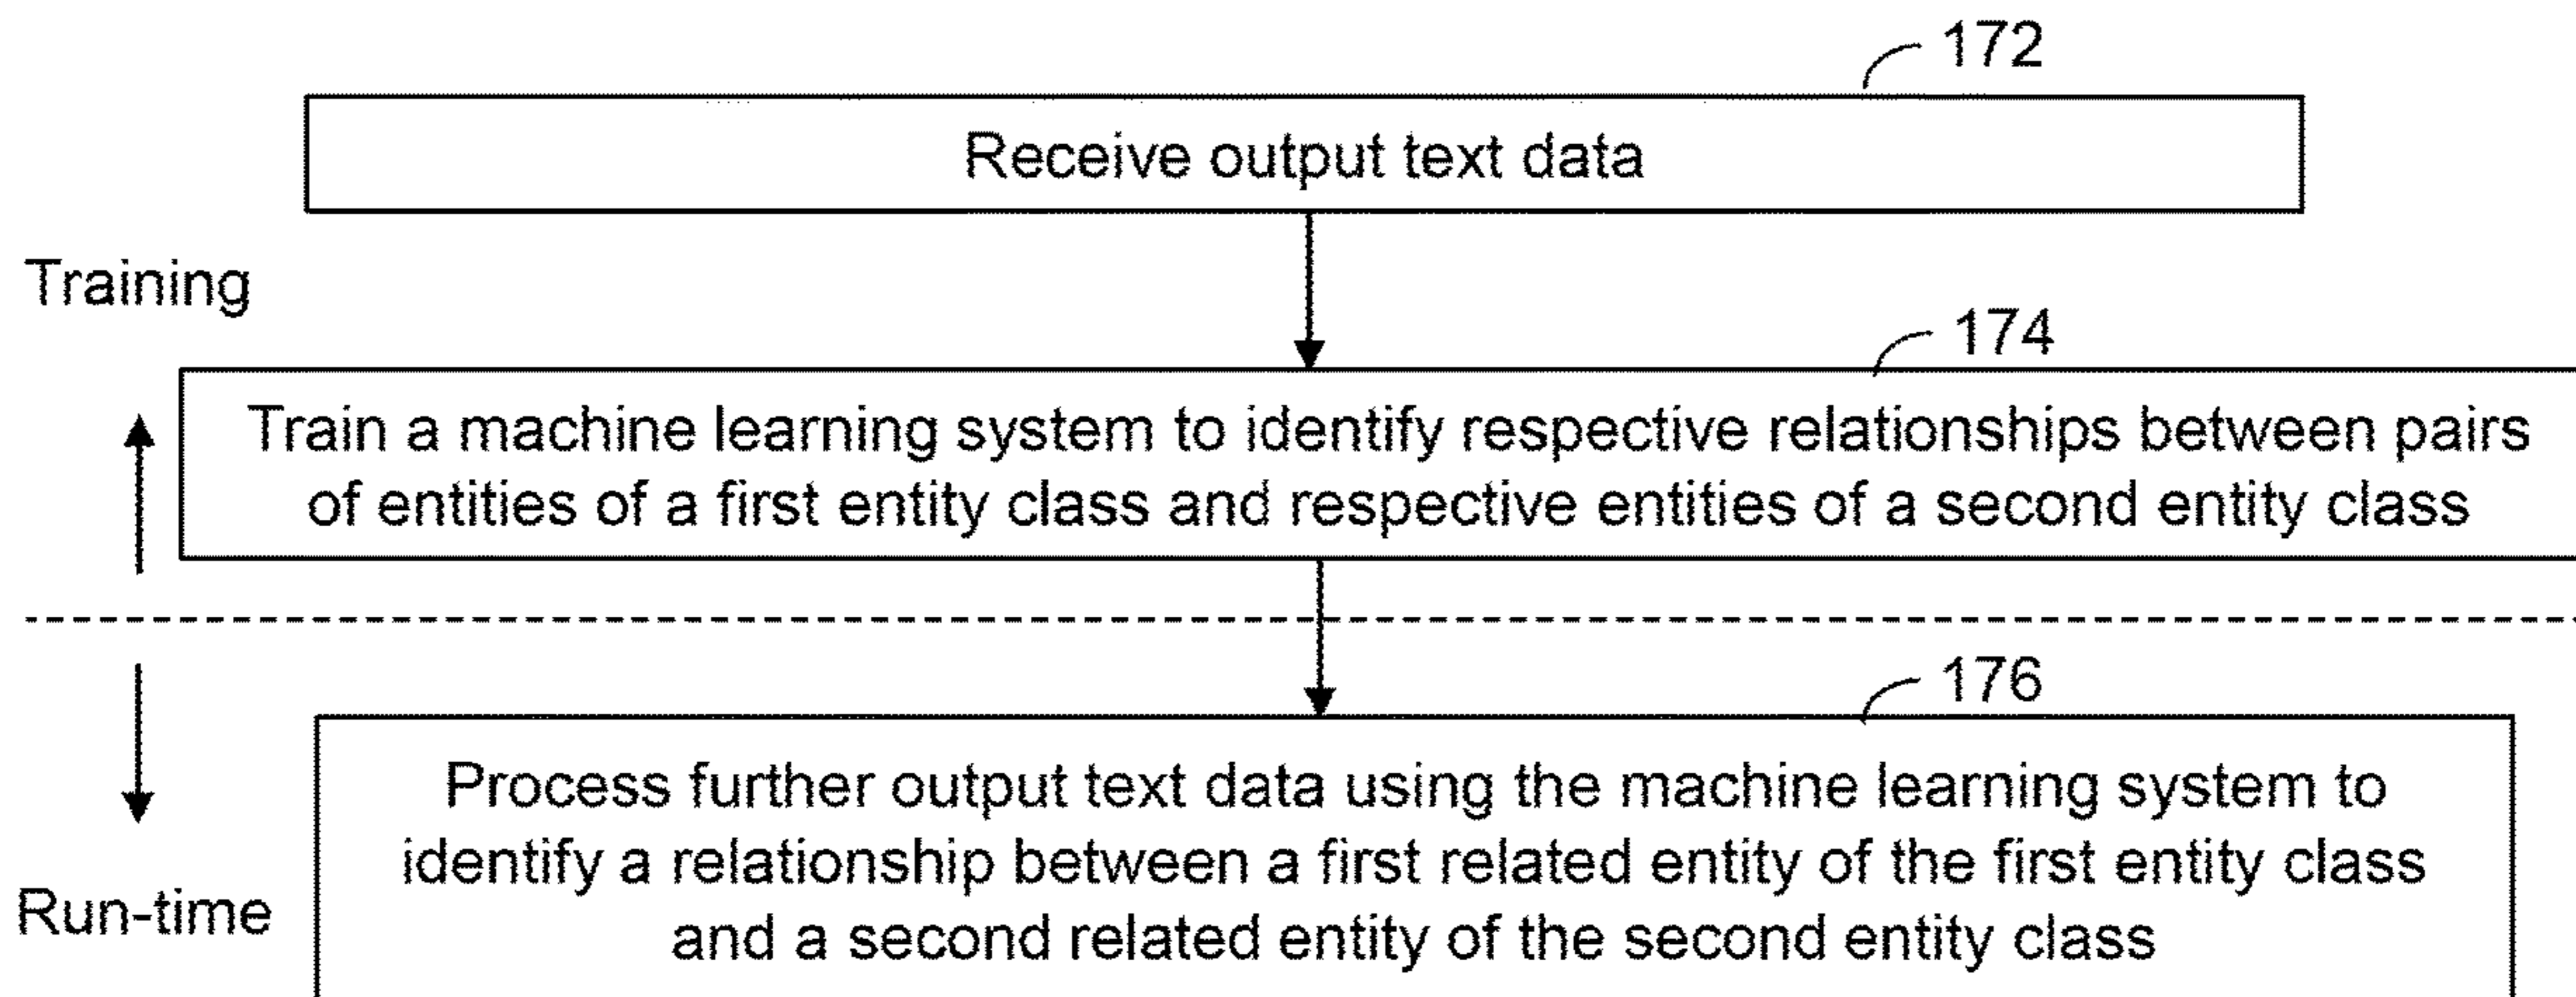 172
Receive output text data
Training
174
Train a machine learning system to identify respective relationships between pairs
of entities of a first entity class and respective entities of a second entity class
176
Process further output text data using the machine learning system to
identify a relationship between a first related entity of the first entity class
Run-time
and a second related entity of the second entity class